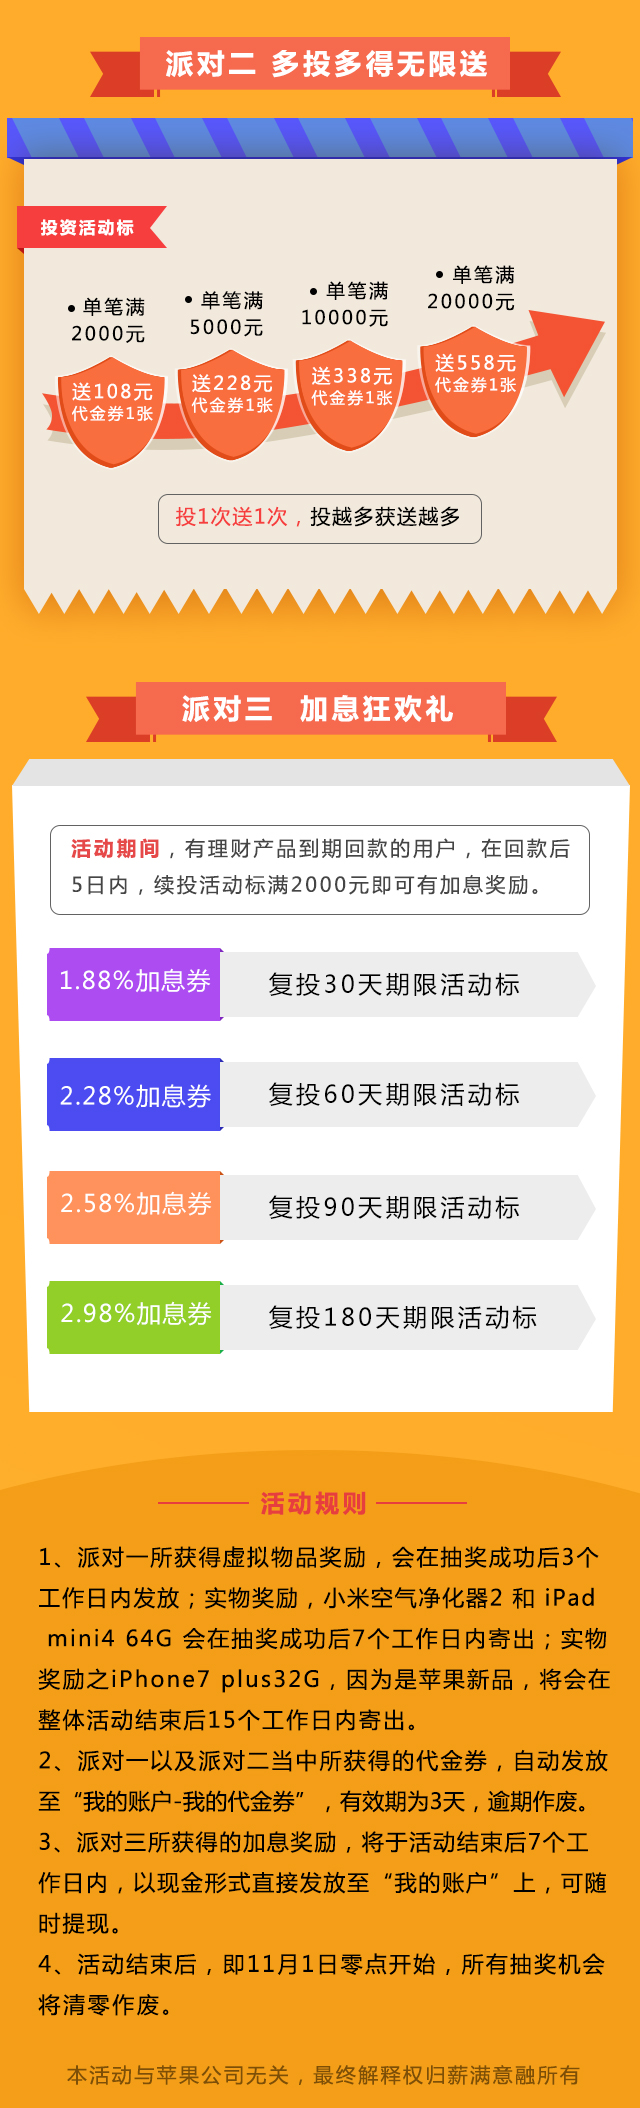 派对二 多投多得无限送
投资活动标
• 单笔满
2000元
送108元
代金券1张
• 单笔满
5000元
送228元
代金券1张
• 单笔满
10000元
送338元
代金券1张
• 单笔满
20000元
送558元
代金券1张
投1次送1次，投越多获送越多
派对三 加息狂欢礼
活动期间，有理财产品到期回款的用户，在回款后
5日内，续投活动标满2000元即可有加息奖励。
1.88%加息券 复投30天期限活动标
2.28%加息券 复投60天期限活动标
2.58%加息券 复投90天期限活动标
2.98%加息券 复投180天期限活动标
活动规则
1、派对一所获得虚拟物品奖励，会在抽奖成功后3个
工作日内发放；实物奖励，小米空气净化器2 和 iPad
mini4 64G 会在抽奖成功后7个工作日内寄出；实物
奖励之iPhone7 plus32G，因为是苹果新品，将会在
整体活动结束后15个工作日内寄出。
2、派对一以及派对二当中所获得的代金券，自动发放
至“我的账户-我的代金券”，有效期为3天，逾期作废。
3、派对三所获得的加息奖励，将于活动结束后7个工
作日内，以现金形式直接发放至“我的账户”上，可随
时提现。
4、活动结束后，即11月1日零点开始，所有抽奖机会
将清零作废。
本活动与苹果公司无关，最终解释权归薪满意融所有